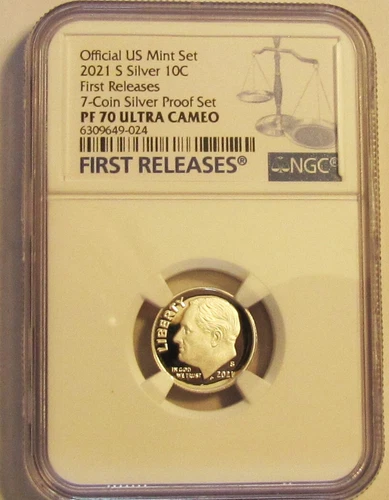 Official US Mint Set
2021 S Silver 10C
First Releases
7-Coin Silver Proof Set
PF 70 ULTRA CAMEO
6309649-024
FIRST RELEASES®
NGC®
LIBERTY
IN GOD
WE TRUST
S
2021